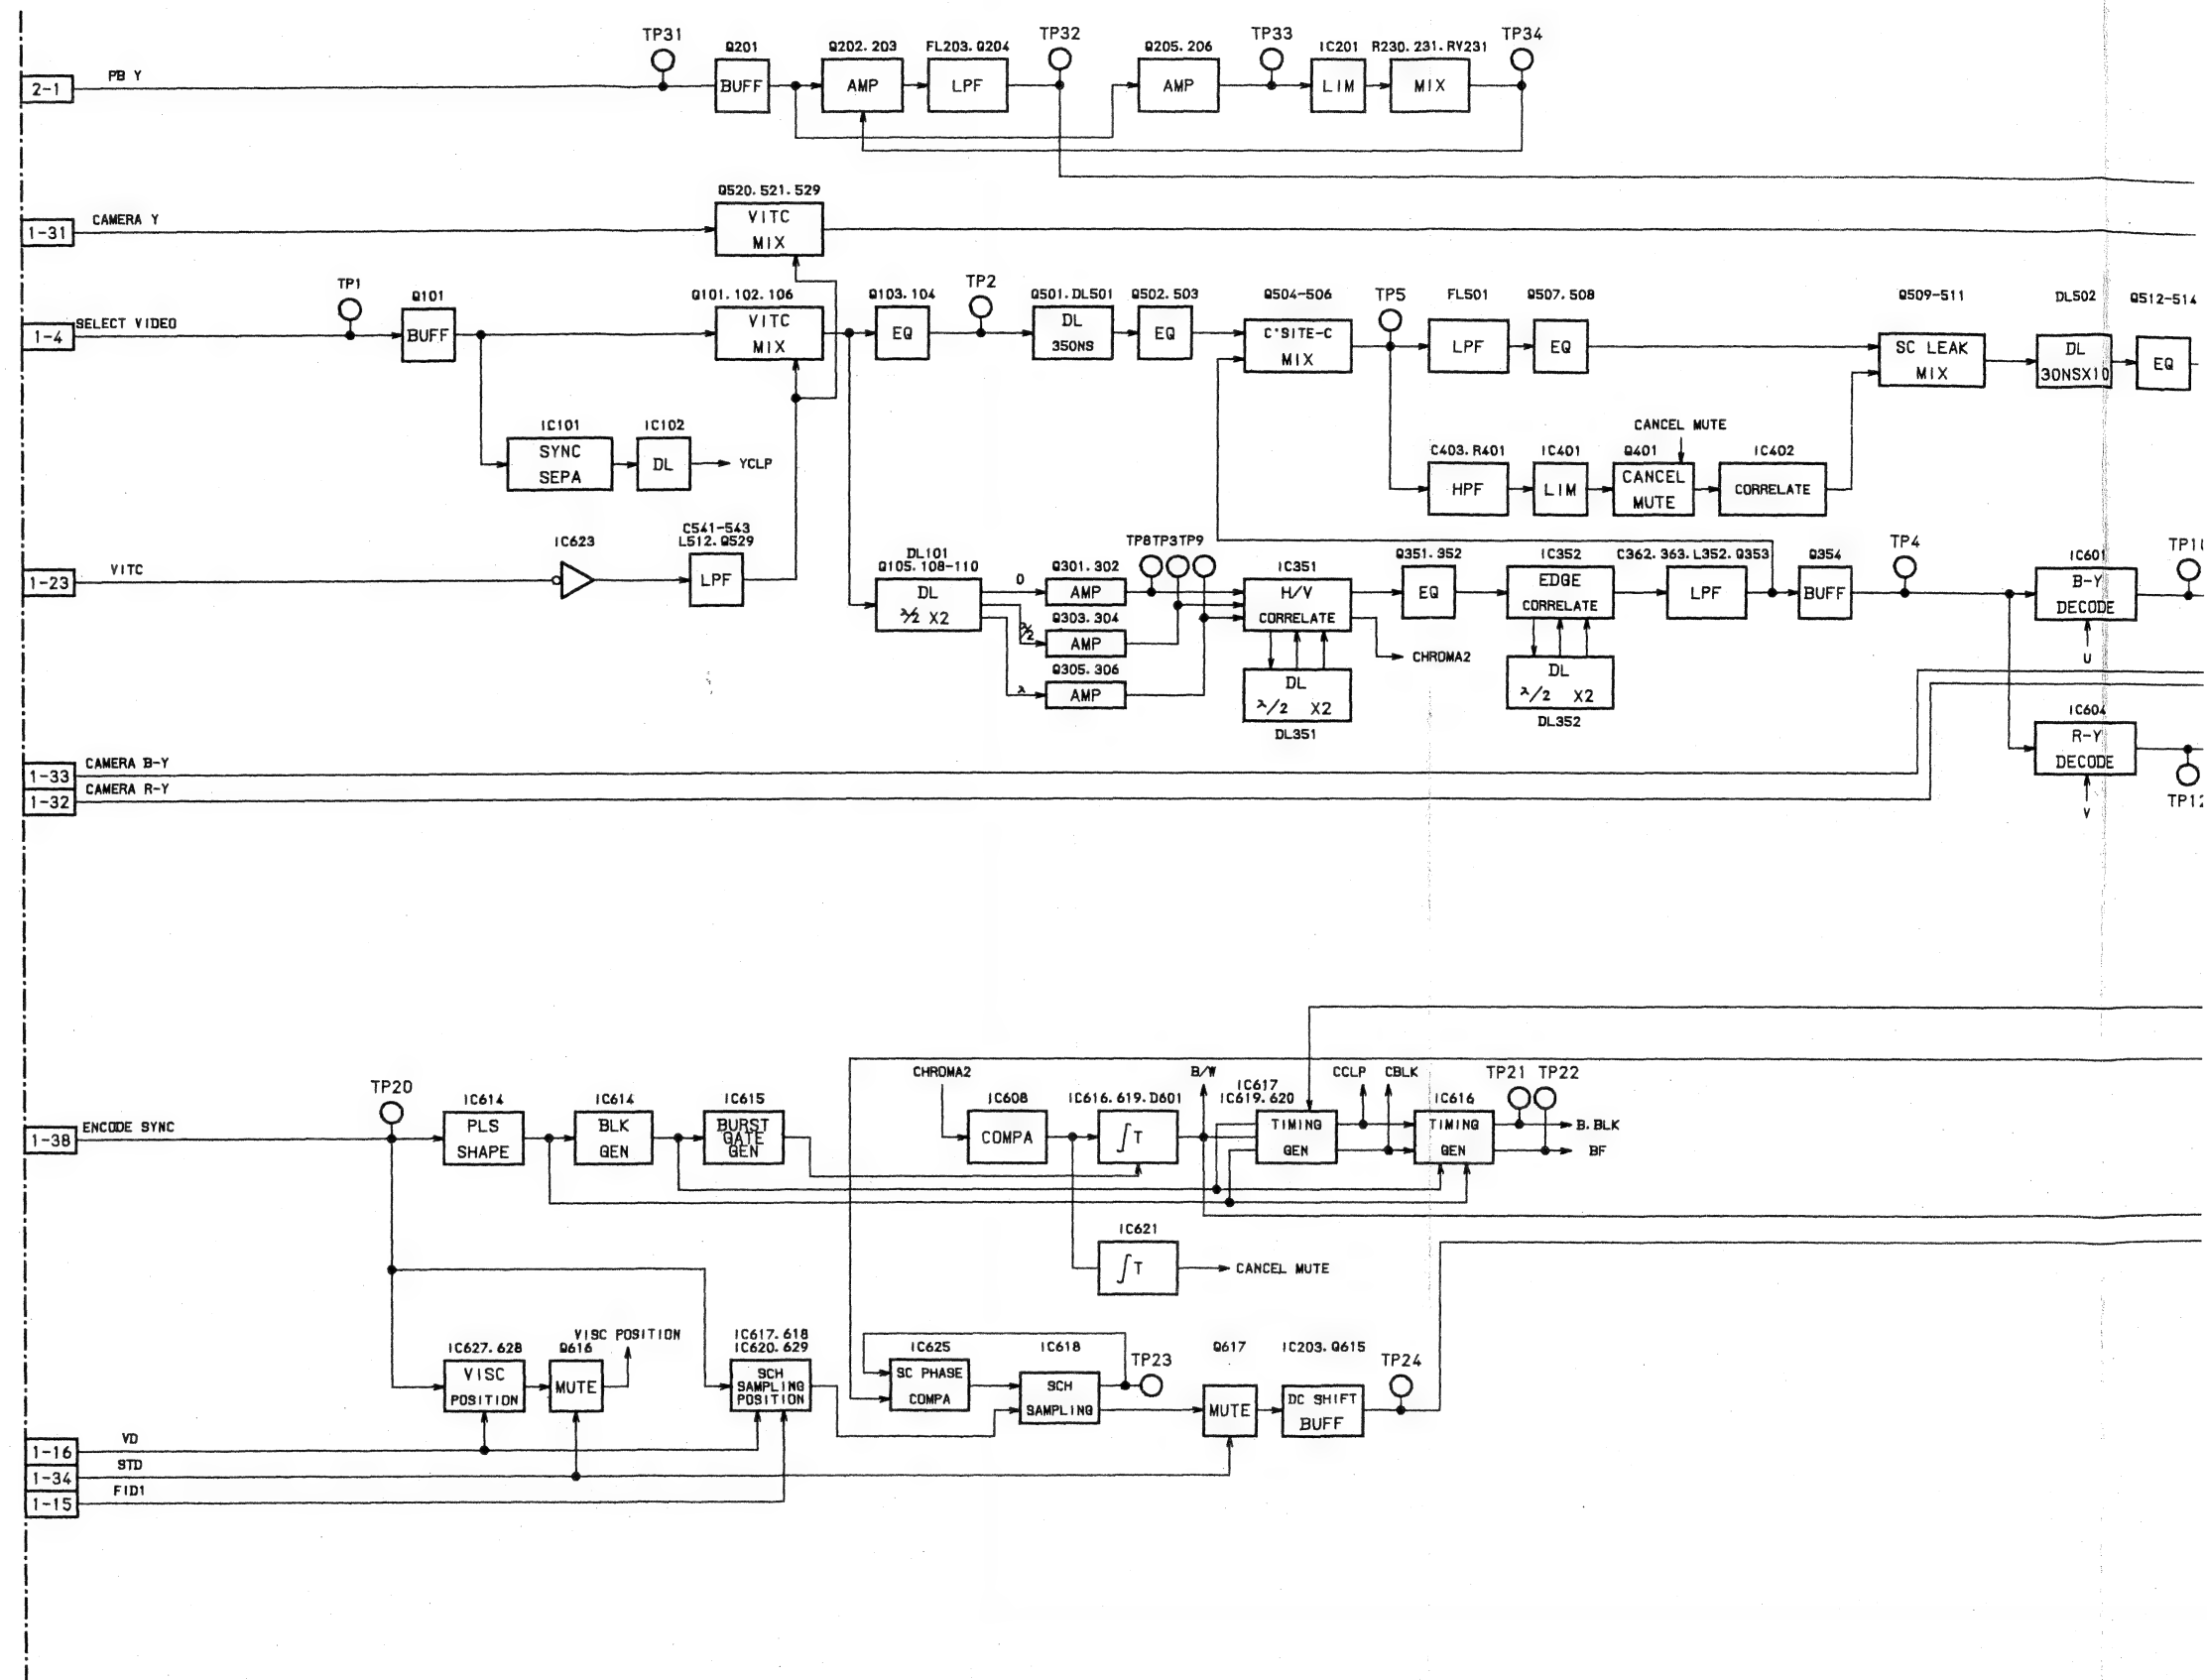 TP31
Q201
Q202.203
FL203.Q204
TP32
Q205.206
TP33
IC201
R230.231.RV231
TP34
2-1
PB Y
BUFF
AMP
LPF
AMP
LIM
MIX
Q520.521.529
1-31
CAMERA Y
VITC
MIX
TP1
Q101
Q101.102.106
Q103.104
TP2
Q501.DL501
Q502.503
Q504-506
TP5
FL501
Q507.508
Q509-511
DL502
Q512-514
1-4
SELECT VIDEO
BUFF
VITC
MIX
EQ
DL
350NS
EQ
C'SITE-C
MIX
LPF
EQ
SC LEAK
MIX
DL
30NSX10
EQ
IC101
SYNC
SEPA
IC102
DL
YCLP
CANCEL MUTE
C403.R401
HPF
IC401
LIM
Q401
CANCEL
MUTE
IC402
CORRELATE
1-23
VITC
IC623
C541-543
L512.Q529
LPF
DL101
Q105.108-110
DL
λ/2 X2
0
λ/2
λ
Q301.302
AMP
Q303.304
AMP
Q305.306
AMP
TP8TP3TP9
IC351
H/V
CORRELATE
DL
λ/2 X2
DL351
CHROMA2
Q351.352
EQ
IC352
EDGE
CORRELATE
DL
λ/2 X2
DL352
C362.363.L352.Q353
LPF
Q354
BUFF
TP4
IC601
B-Y
DECODE
U
IC604
R-Y
DECODE
V
TP12
1-33
CAMERA B-Y
1-32
CAMERA R-Y
TP20
1-38
ENCODE SYNC
IC614
PLS
SHAPE
IC614
BLK
GEN
IC615
BURST
GATE
GEN
CHROMA2
IC608
COMPA
IC616.619.D601
∫T
B/W
IC617
IC619.620
TIMING
GEN
CCLP
CBLK
IC616
TIMING
GEN
TP21
TP22
B.BLK
BF
IC621
∫T
CANCEL MUTE
IC627.628
VISC
POSITION
Q616
MUTE
VISC POSITION
IC617.618
IC620.629
SCH
SAMPLING
POSITION
IC625
SC PHASE
COMPA
IC618
SCH
SAMPLING
TP23
Q617
MUTE
IC203.Q615
DC SHIFT
BUFF
TP24
1-16
VD
1-34
STD
1-15
FID1